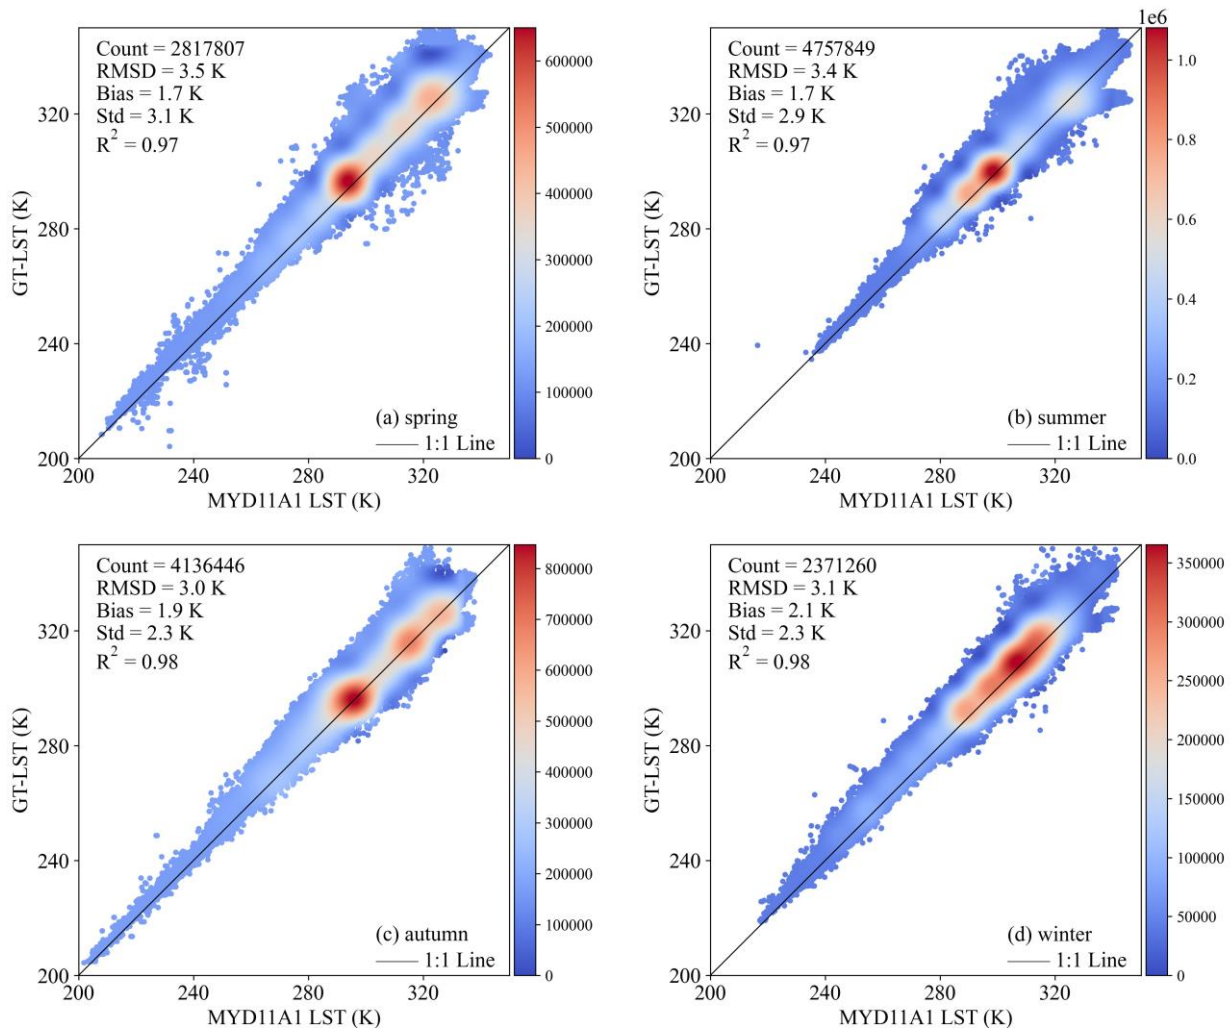 Count = 2817807
RMSD = 3.5 K
Bias = 1.7 K
Std = 3.1 K
R² = 0.97
GT-LST (K)
320
280
240
200
200 240 280 320
MYD11A1 LST (K)
(a) spring
1:1 Line
600000
500000
400000
300000
200000
100000
0
1e6
Count = 4757849
RMSD = 3.4 K
Bias = 1.7 K
Std = 2.9 K
R² = 0.97
GT-LST (K)
320
280
240
200
200 240 280 320
MYD11A1 LST (K)
(b) summer
1:1 Line
1.0
0.8
0.6
0.4
0.2
0.0
Count = 4136446
RMSD = 3.0 K
Bias = 1.9 K
Std = 2.3 K
R² = 0.98
GT-LST (K)
320
280
240
200
200 240 280 320
MYD11A1 LST (K)
(c) autumn
1:1 Line
800000
700000
600000
500000
400000
300000
200000
100000
0
Count = 2371260
RMSD = 3.1 K
Bias = 2.1 K
Std = 2.3 K
R² = 0.98
GT-LST (K)
320
280
240
200
200 240 280 320
MYD11A1 LST (K)
(d) winter
1:1 Line
350000
300000
250000
200000
150000
100000
50000
0